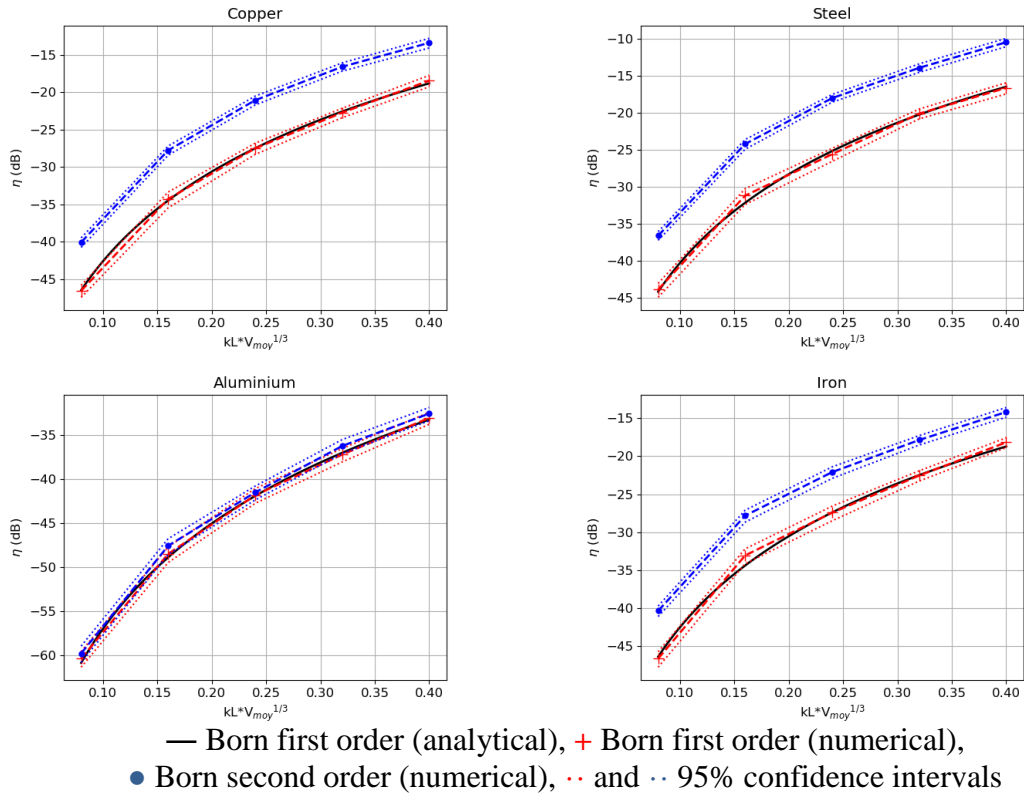 Copper
−15
−20
−25
−30
−35
−40
−45
η (dB)
0.10 0.15 0.20 0.25 0.30 0.35 0.40
kL*Vmoy^1/3
Steel
−10
−15
−20
−25
−30
−35
−40
−45
η (dB)
0.10 0.15 0.20 0.25 0.30 0.35 0.40
kL*Vmoy^1/3
Aluminium
−35
−40
−45
−50
−55
−60
η (dB)
0.10 0.15 0.20 0.25 0.30 0.35 0.40
kL*Vmoy^1/3
Iron
−15
−20
−25
−30
−35
−40
−45
η (dB)
0.10 0.15 0.20 0.25 0.30 0.35 0.40
kL*Vmoy^1/3
— Born first order (analytical), + Born first order (numerical),
● Born second order (numerical), ·· and ·· 95% confidence intervals